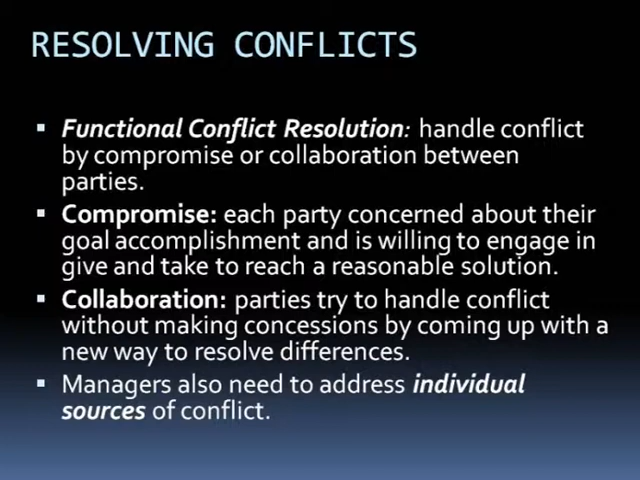 RESOLVING CONFLICTS
Functional Conflict Resolution: handle conflict
by compromise or collaboration between
parties.
Compromise: each party concerned about their
goal accomplishment and is willing to engage in
give and take to reach a reasonable solution.
Collaboration: parties try to handle conflict
without making concessions by coming up with a
new way to resolve differences.
Managers also need to address individual
sources of conflict.